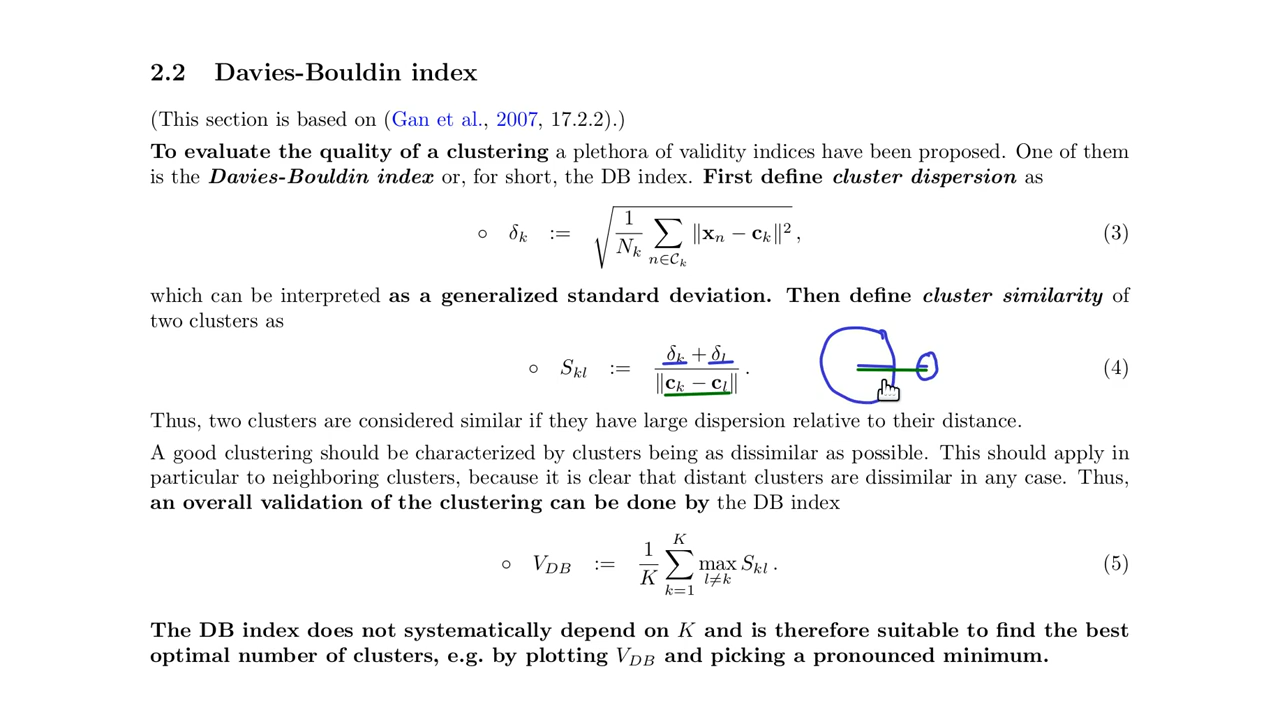 2.2 Davies-Bouldin index
(This section is based on (Gan et al., 2007, 17.2.2).)
To evaluate the quality of a clustering a plethora of validity indices have been proposed. One of them
is the Davies-Bouldin index or, for short, the DB index. First define cluster dispersion as
◦ δ_k := √(1/N_k ∑_{n∈𝒞_k} ‖x_n − c_k‖²) , (3)
which can be interpreted as a generalized standard deviation. Then define cluster similarity of
two clusters as
◦ S_{kl} := (δ_k + δ_l) / ‖c_k − c_l‖ . (4)
Thus, two clusters are considered similar if they have large dispersion relative to their distance.
A good clustering should be characterized by clusters being as dissimilar as possible. This should apply in
particular to neighboring clusters, because it is clear that distant clusters are dissimilar in any case. Thus,
an overall validation of the clustering can be done by the DB index
◦ V_{DB} := 1/K ∑_{k=1}^{K} max_{l≠k} S_{kl} . (5)
The DB index does not systematically depend on K and is therefore suitable to find the best
optimal number of clusters, e.g. by plotting V_{DB} and picking a pronounced minimum.